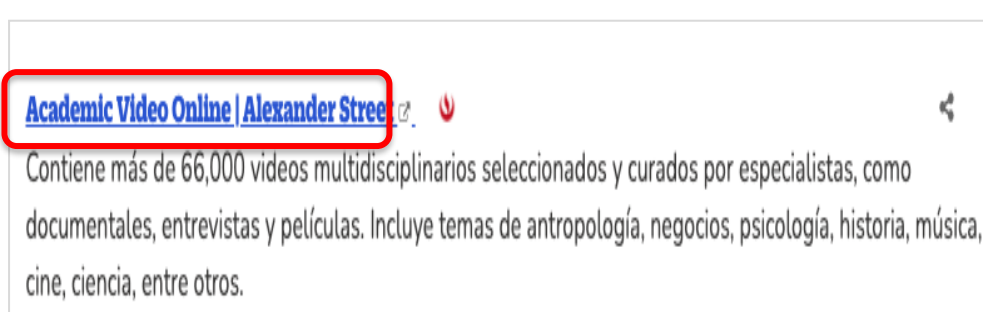 Academic Video Online | Alexander Street
Contiene más de 66,000 videos multidisciplinarios seleccionados y curados por especialistas, como
documentales, entrevistas y películas. Incluye temas de antropología, negocios, psicología, historia, música,
cine, ciencia, entre otros.